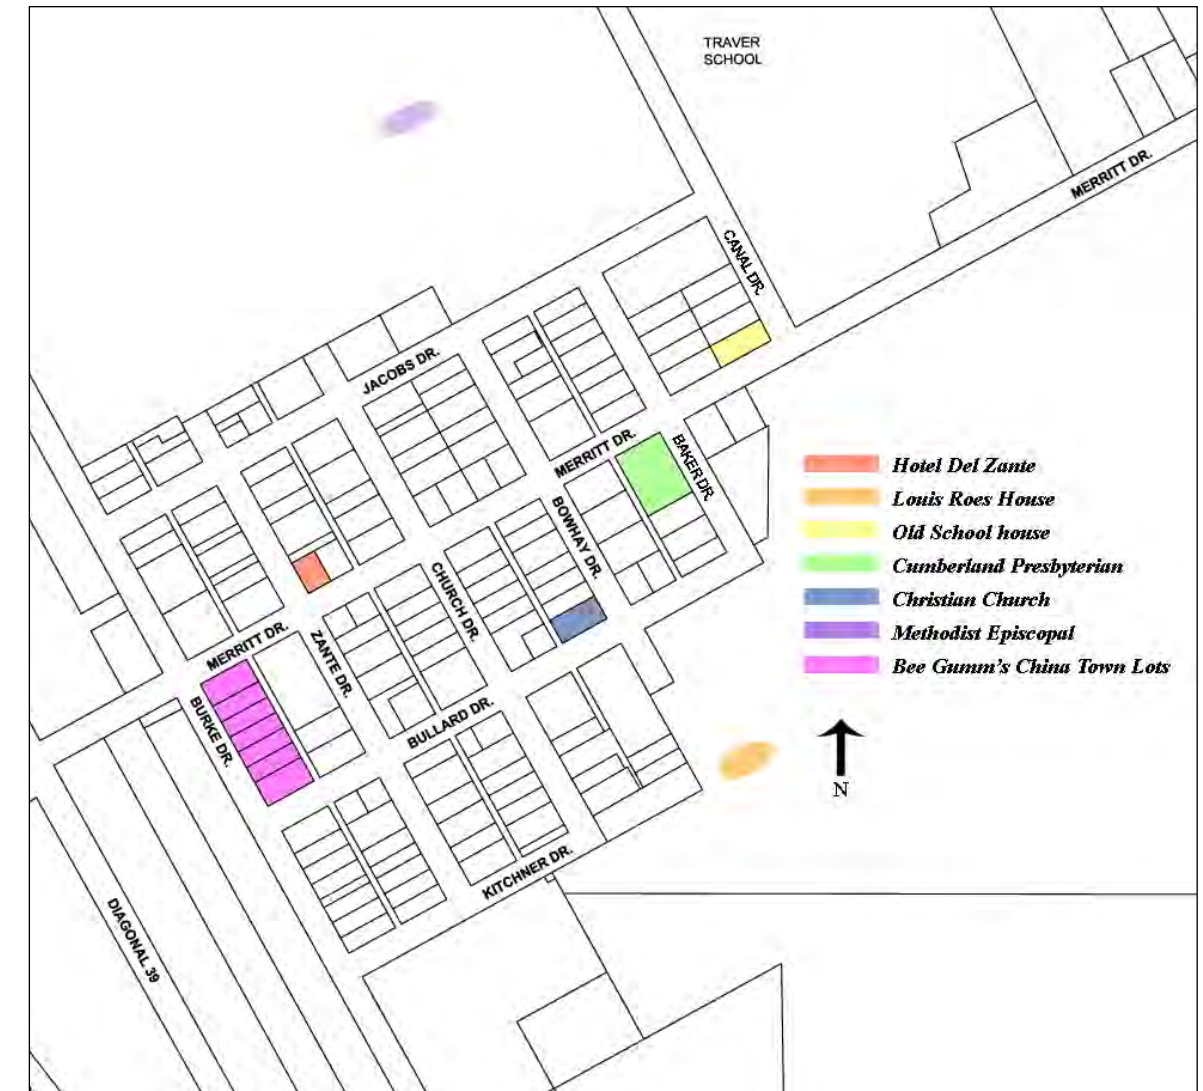 TRAVER
SCHOOL
MERRITT DR.
CANAL DR.
JACOBS DR.
MERRITT DR.
BAKER DR.
Hotel Del Zante
Louis Roes House
Old School house
Cumberland Presbyterian
Christian Church
Methodist Episcopal
Bee Gumm's China Town Lots
BOWHAY DR.
CHURCH DR.
MERRITT DR.
ZANTE DR.
BURKE DR.
BULLARD DR.
N
KITCHNER DR.
DIAGONAL 39